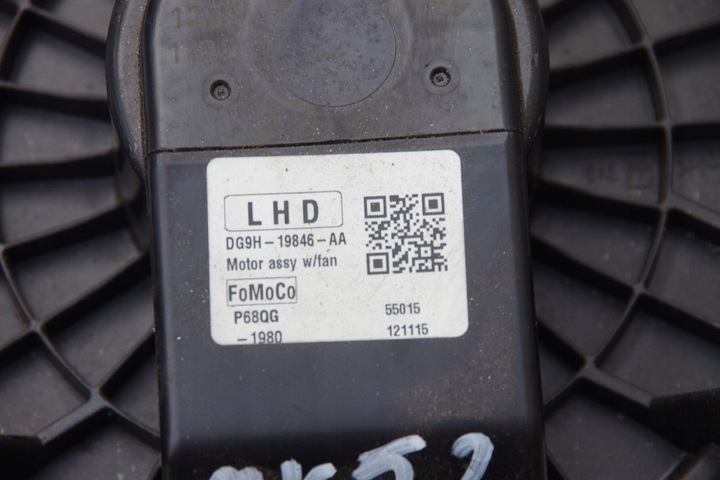 LHD
DG9H-19846-AA
Motor assy w/fan
FoMoCo
P68QG 55015
-1980 121115